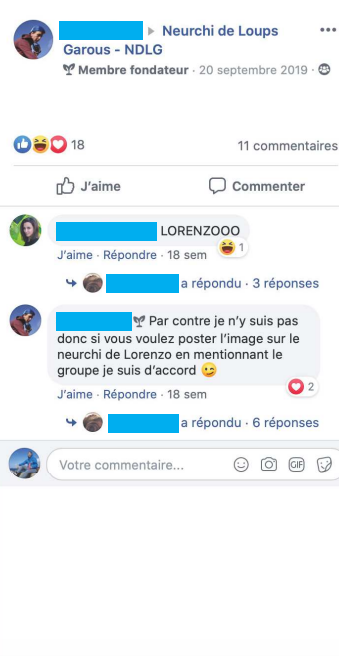 Neurchi de Loups
Garous - NDLG
Membre fondateur · 20 septembre 2019 ·
18
11 commentaires
J'aime
Commenter
LORENZOOO
1
J'aime · Répondre · 18 sem
a répondu · 3 réponses
Par contre je n'y suis pas
donc si vous voulez poster l'image sur le
neurchi de Lorenzo en mentionnant le
groupe je suis d'accord
2
J'aime · Répondre · 18 sem
a répondu · 6 réponses
Votre commentaire...
GIF